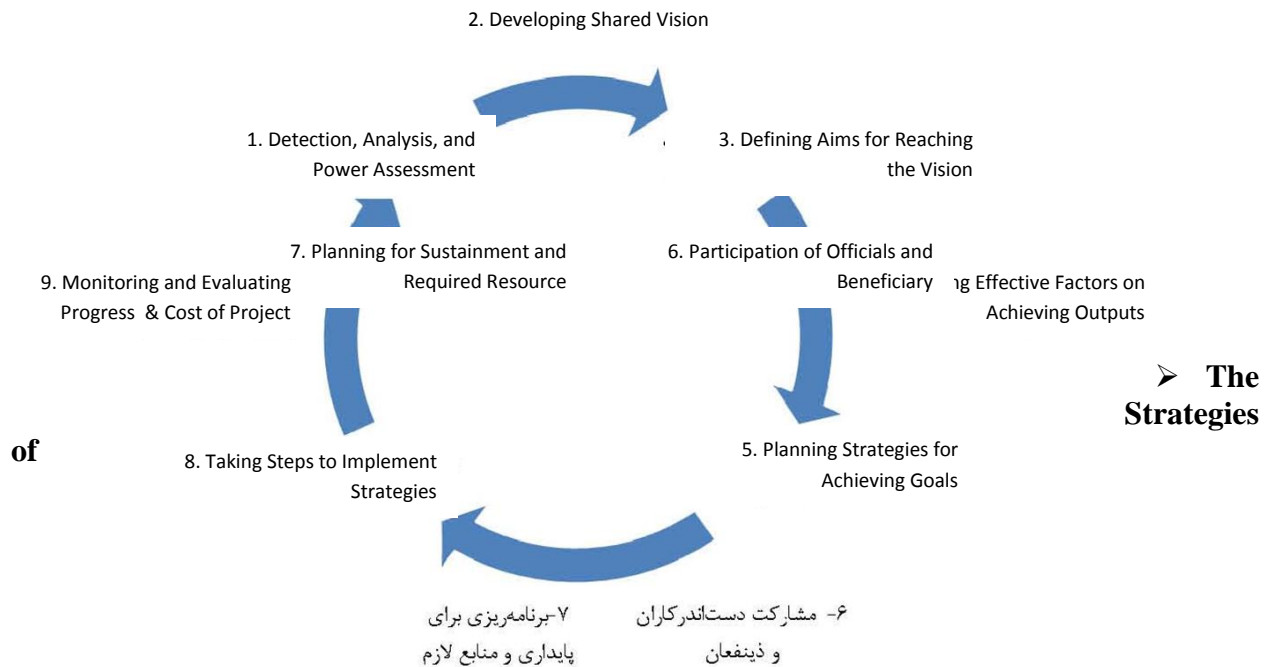 2. Developing Shared Vision
1. Detection, Analysis, and
Power Assessment
3. Defining Aims for Reaching
the Vision
7. Planning for Sustainment and
Required Resource
6. Participation of Officials and
Beneficiary
9. Monitoring and Evaluating
Progress & Cost of Project
Effective Factors on
Achieving Outputs
➢ The
Strategies
of
8. Taking Steps to Implement
Strategies
5. Planning Strategies for
Achieving Goals
۶- مشارکت دست‌اندرکاران
و ذینفعان
۷-برنامه‌ریزی برای
پایداری و منابع لازم